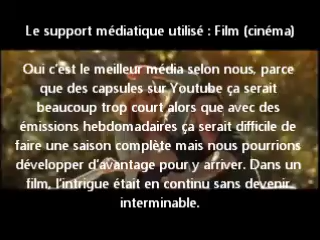 Le support médiatique utilisé : Film (cinéma)
Oui c'est le meilleur média selon nous, parce
que des capsules sur Youtube ça serait
beaucoup trop court alors que avec des
émissions hebdomadaires ça serait difficile de
faire une saison complète mais nous pourrions
développer d'avantage pour y arriver. Dans un
film, l'intrigue était en continu sans devenir
interminable.